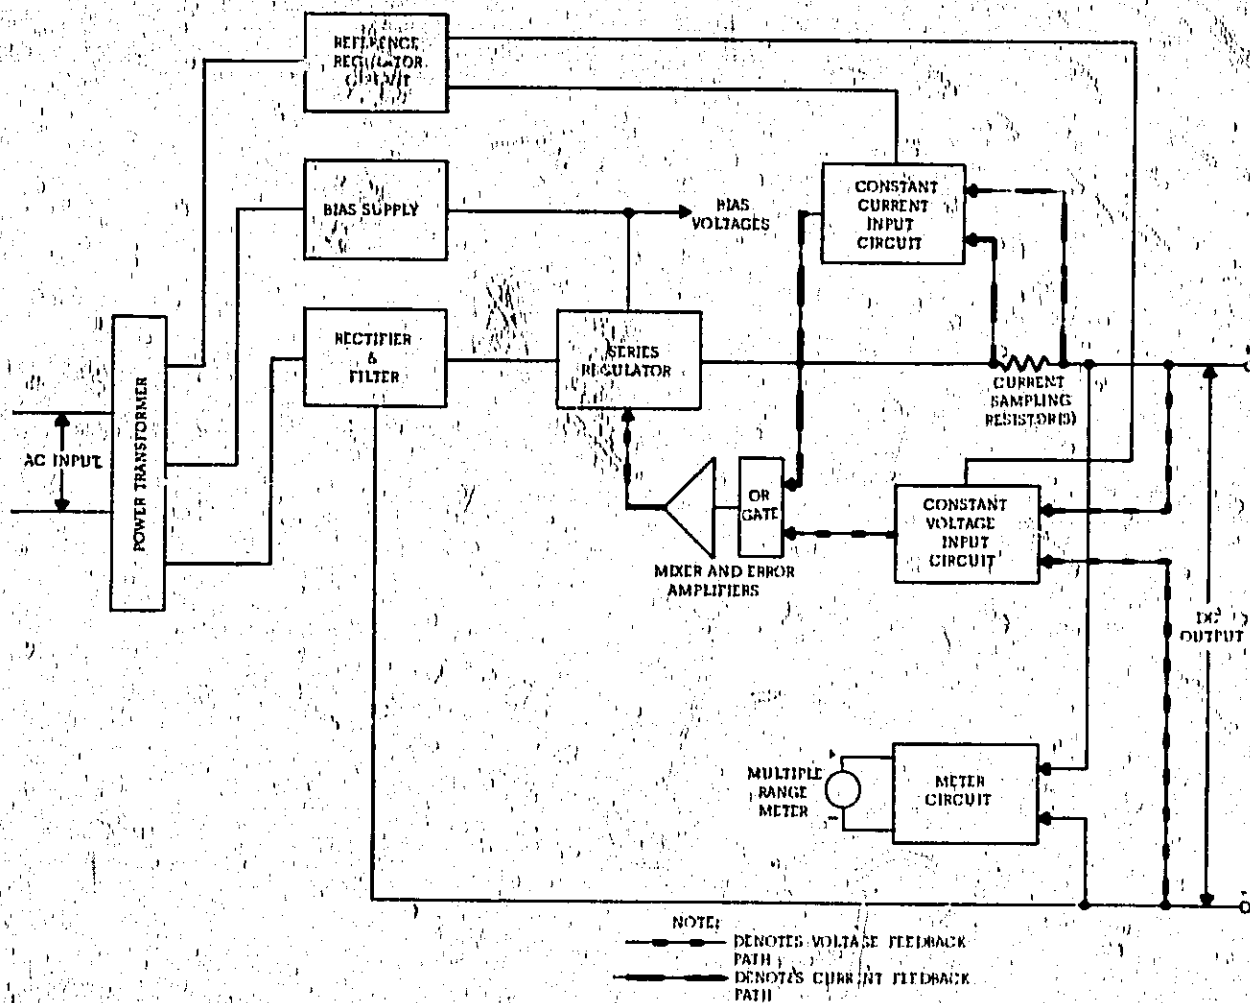 REFERENCE
REGULATOR
CIRCUIT
BIAS SUPPLY
BIAS
VOLTAGES
CONSTANT
CURRENT
INPUT
CIRCUIT
RECTIFIER
&
FILTER
SERIES
REGULATOR
CURRENT
SAMPLING
RESISTOR(S)
+
AC INPUT
POWER TRANSFORMER
OR
GATE
MIXER AND ERROR
AMPLIFIERS
CONSTANT
VOLTAGE
INPUT
CIRCUIT
DC
OUTPUT
MULTIPLE
RANGE
METER
+
-
METER
CIRCUIT
-
NOTE:
DENOTES VOLTAGE FEEDBACK
PATH
DENOTES CURRENT FEEDBACK
PATH